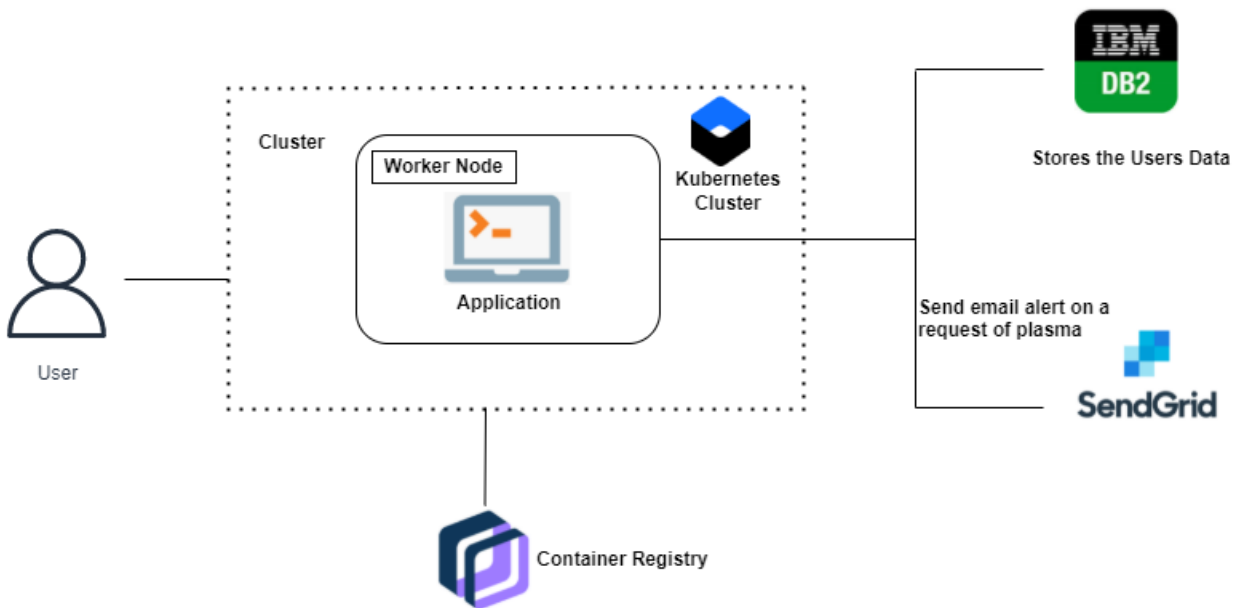 IBM
DB2
Stores the Users Data
Cluster
Worker Node
Kubernetes
Cluster
Application
User
Send email alert on a
request of plasma
SendGrid
Container Registry